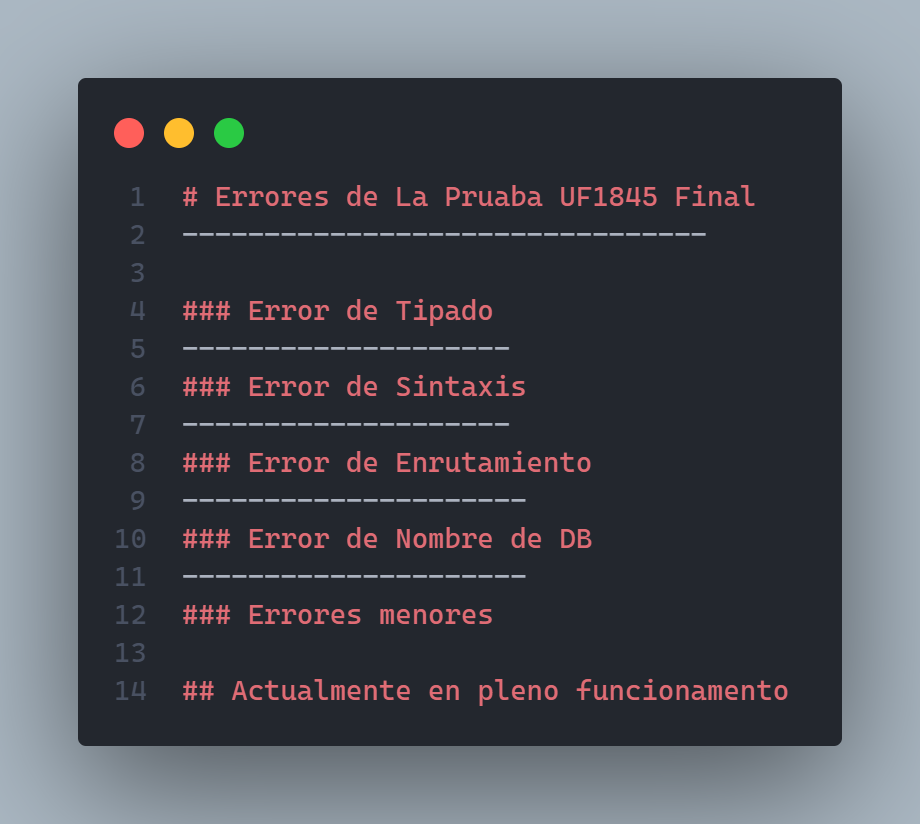 1 # Errores de La Pruaba UF1845 Final
2 --------------------------------
3
4 ### Error de Tipado
5 --------------------
6 ### Error de Sintaxis
7 --------------------
8 ### Error de Enrutamiento
9 ---------------------
10 ### Error de Nombre de DB
11 ---------------------
12 ### Errores menores
13
14 ## Actualmente en pleno funcionamento